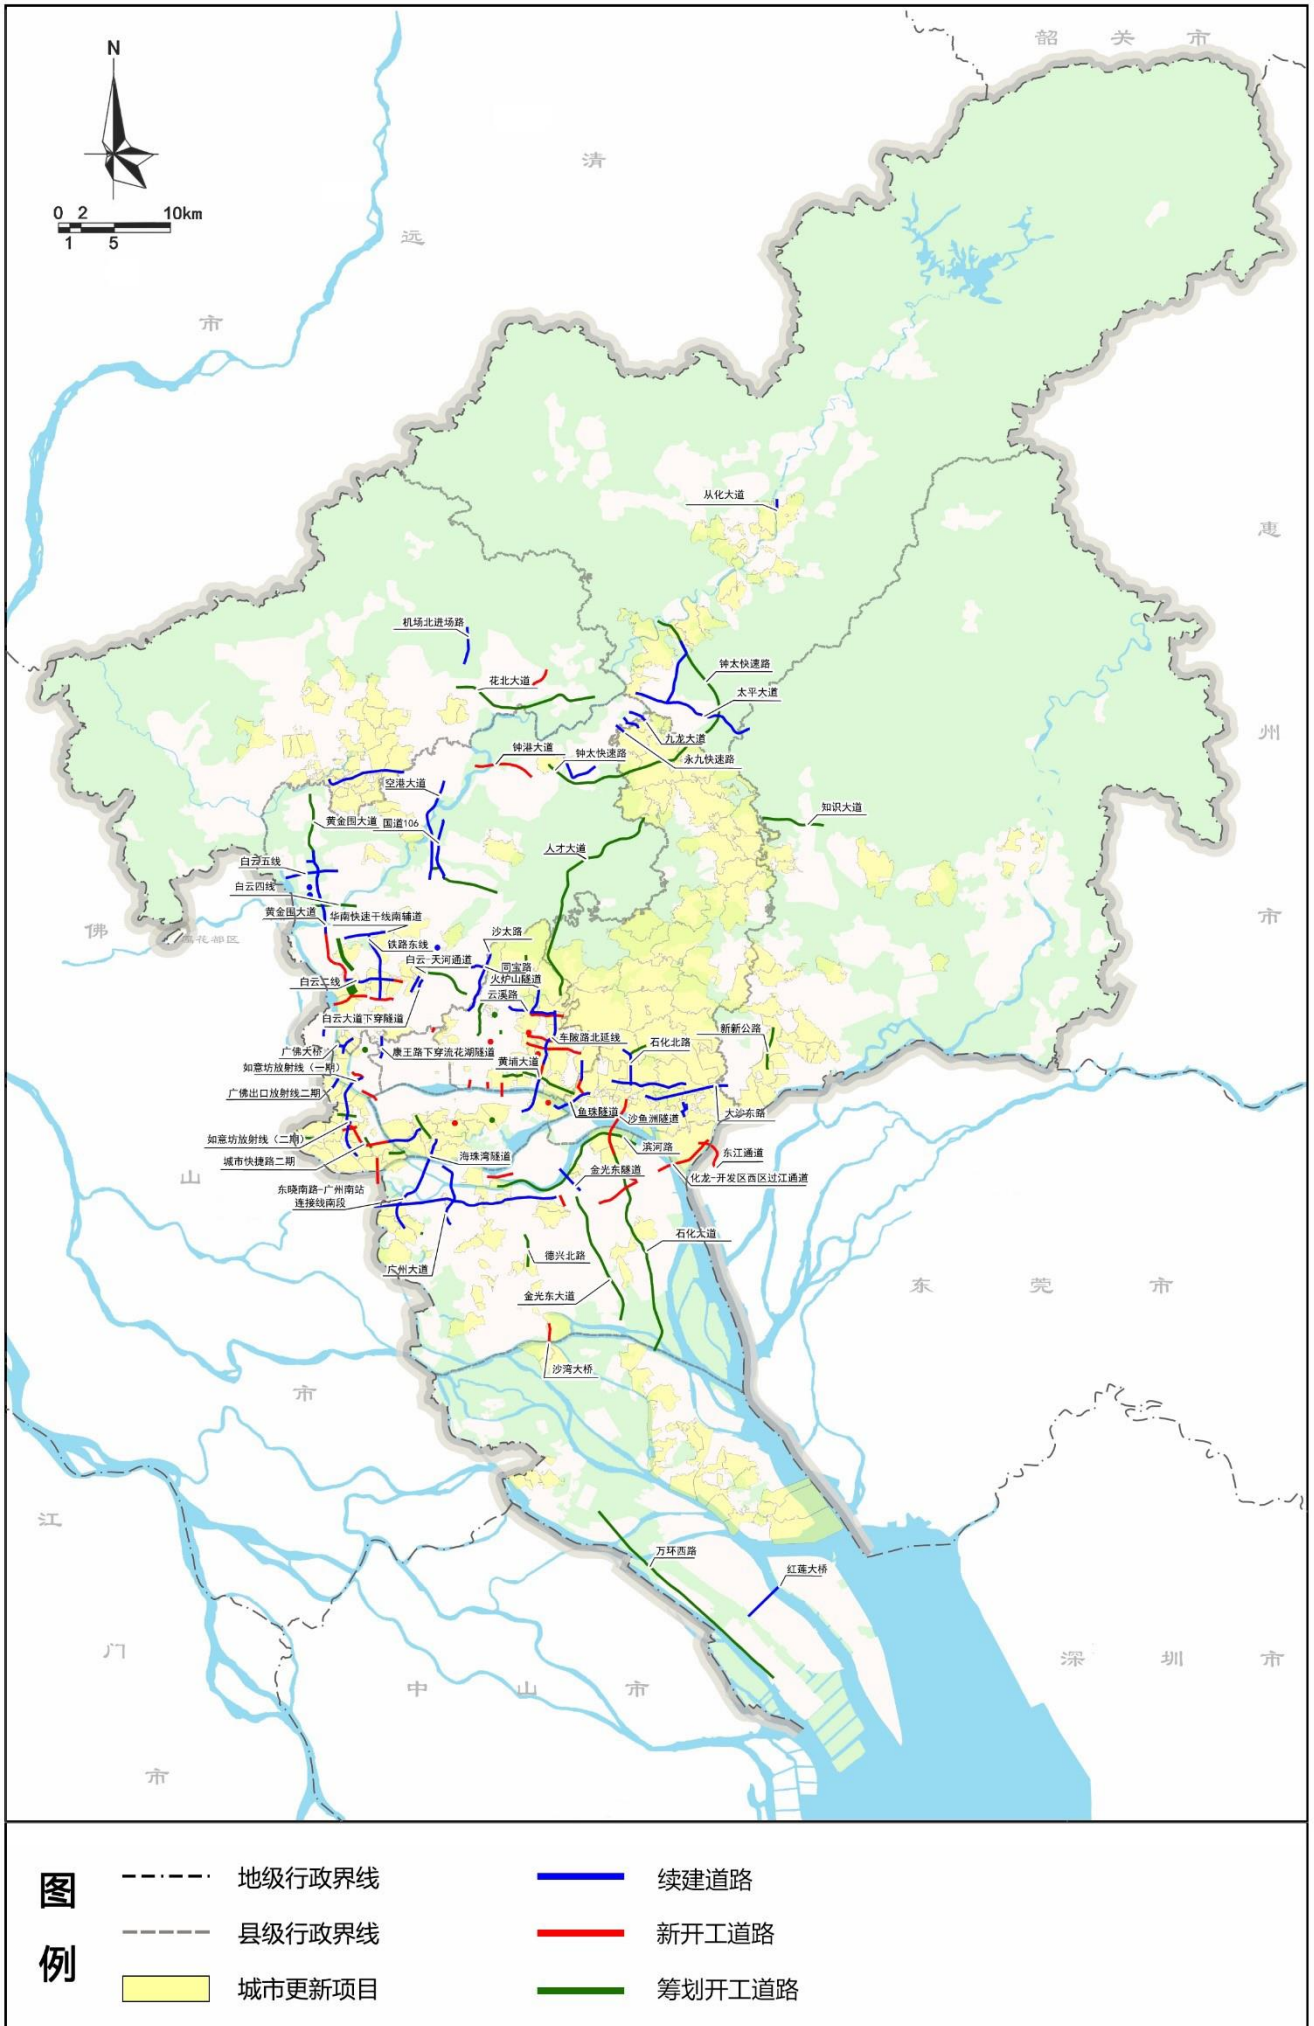 韶关市
N
清
0 2 10km
1 5
远
市
从化大道
惠
机场北进场路
钟太快速路
花北大道
太平大道
州
九龙大道
钟港大道
钟太快速路
永九快速路
空港大道
知识大道
黄金围大道
国道106
人才大道
白云五线
白云四线
黄金围大道
华南快速干线南辅道
市
佛
花都区
沙太路
铁路东线
白云-天河通道
同宝路
火炉山隧道
白云二线
云溪路
白云大道下穿隧道
新新公路
车陂路北延线
石化北路
广佛大桥
康王路下穿流花湖隧道
黄埔大道
如意坊放射线（一期）
广佛出口放射线二期
鱼珠隧道
沙鱼洲隧道
大沙东路
如意坊放射线（二期）
滨河路
东江通道
城市快捷路二期
海珠湾隧道
金光东隧道
山
化龙-开发区西区过江通道
东晓南路-广州南站
连接线南段
石化大道
德兴北路
广州大道
东莞市
金光东大道
沙湾大桥
市
江
万环西路
红莲大桥
门
深圳市
中山市
市
图例
地级行政界线
续建道路
县级行政界线
新开工道路
城市更新项目
筹划开工道路